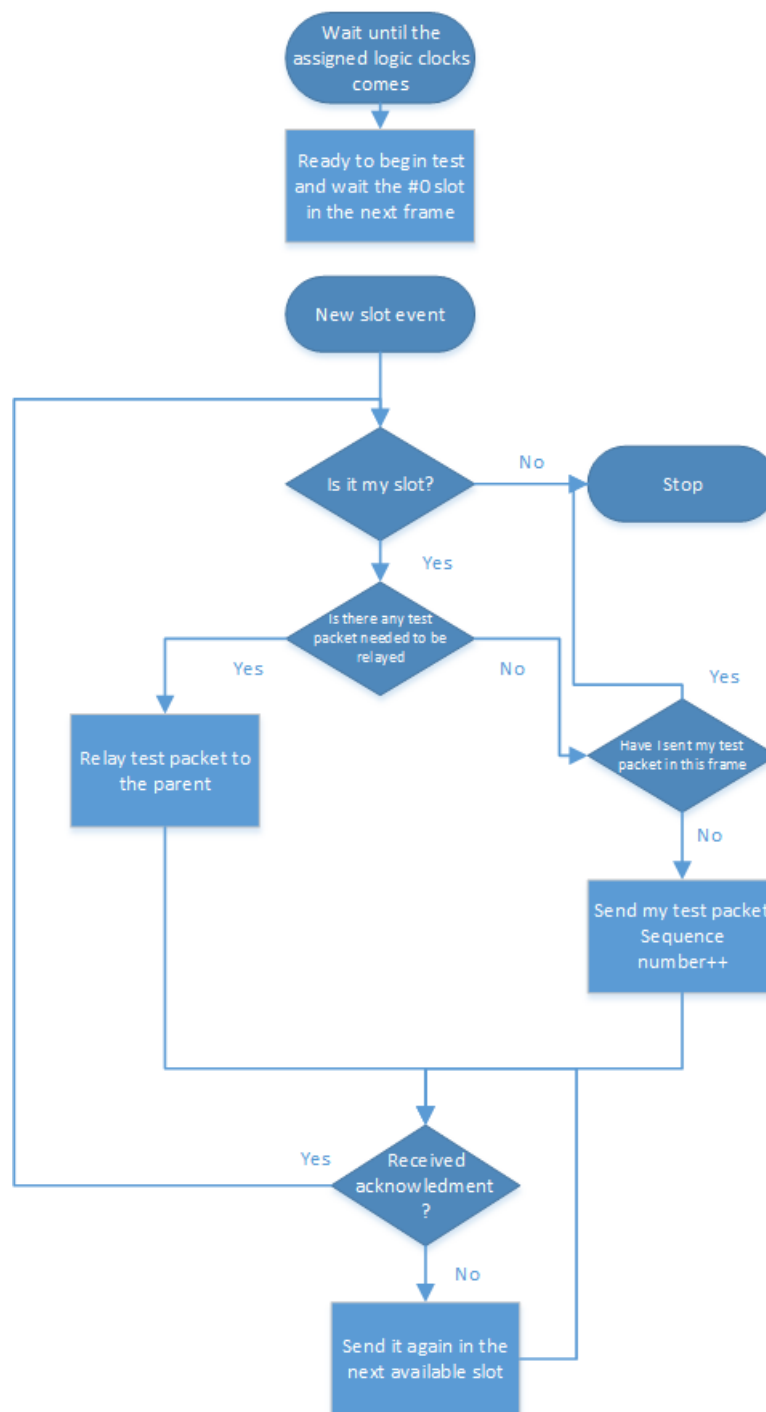 Wait until the
assigned logic clocks
comes
Ready to begin test
and wait the #0 slot
in the next frame
New slot event
Is it my slot?
No
Stop
Yes
Is there any test
packet needed to be
relayed
Yes
No
Yes
Relay test packet to
the parent
Have I sent my test
packet in this frame
No
Send my test packet
Sequence
number++
Yes
Received
acknowledment
?
No
Send it again in the
next available slot